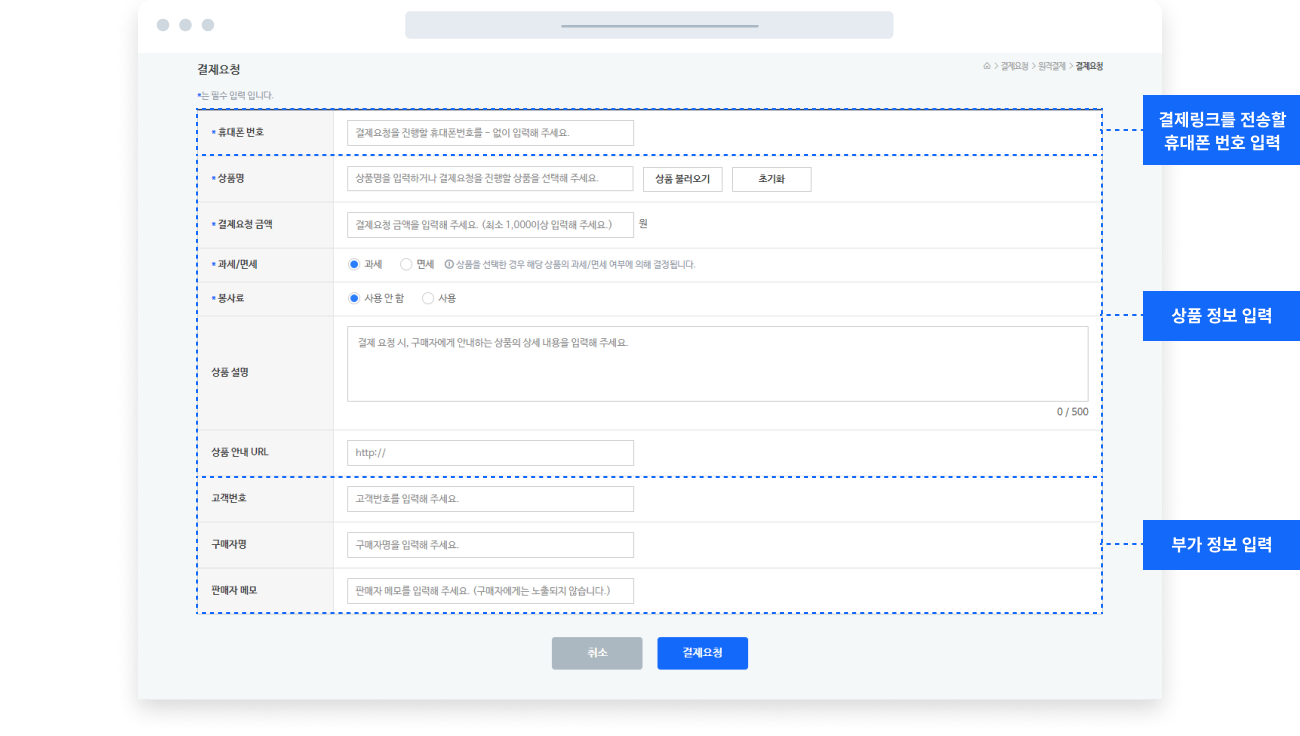 결제요청
⌂ > 결제요청 > 원격결제 > 결제요청
*는 필수 입력 입니다.
* 휴대폰 번호
결제요청을 진행할 휴대폰번호를 - 없이 입력해 주세요.
결제링크를 전송할
휴대폰 번호 입력
* 상품명
상품명을 입력하거나 결제요청을 진행할 상품을 선택해 주세요.
상품 불러오기
초기화
* 결제요청 금액
결제요청 금액을 입력해 주세요. (최소 1,000이상 입력해 주세요.)
원
* 과세/면세
과세
면세
상품을 선택한 경우 해당 상품의 과세/면세 여부에 의해 결정됩니다.
* 봉사료
사용 안 함
사용
상품 정보 입력
상품 설명
결제 요청 시, 구매자에게 안내하는 상품의 상세 내용을 입력해 주세요.
0 / 500
상품 안내 URL
http://
고객번호
고객번호를 입력해 주세요.
구매자명
구매자명을 입력해 주세요.
부가 정보 입력
판매자 메모
판매자 메모를 입력해 주세요. (구매자에게는 노출되지 않습니다.)
취소
결제요청